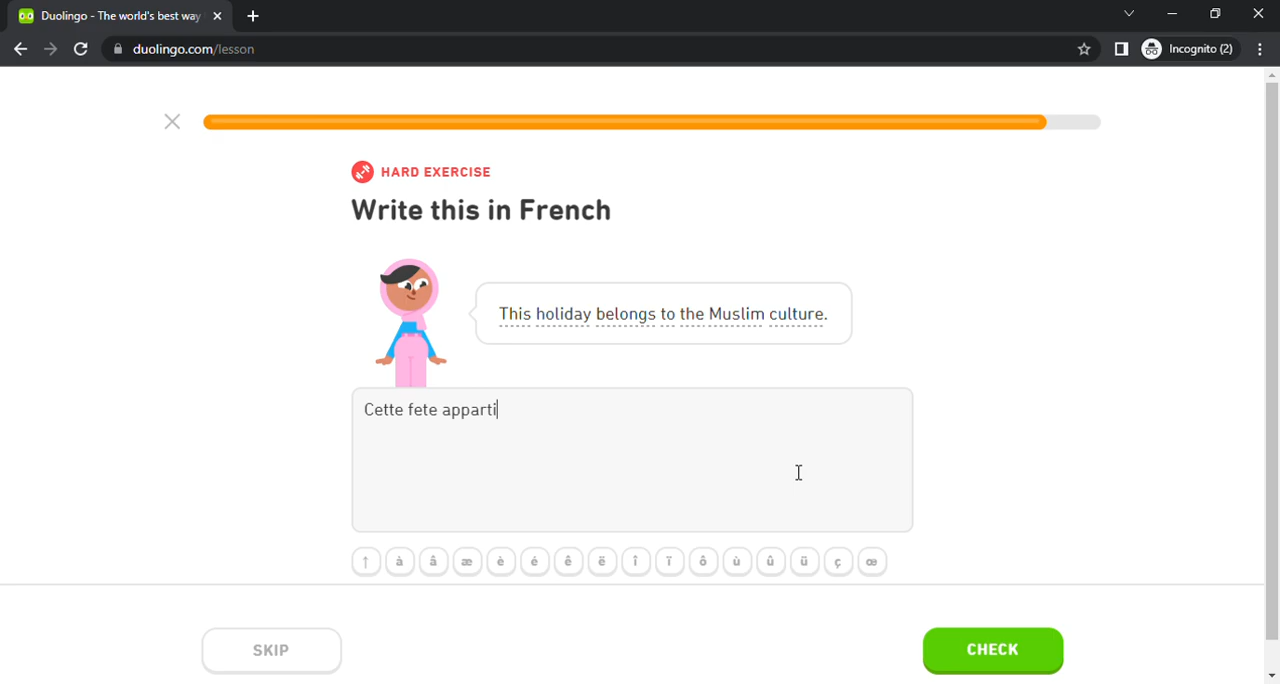 Duolingo - The world's best way
duolingo.com/lesson
Incognito (2)
HARD EXERCISE
Write this in French
This holiday belongs to the Muslim culture.
Cette fete apparti
↑ à â æ è é ê ë î ï ô ù û ü ç œ
SKIP
CHECK